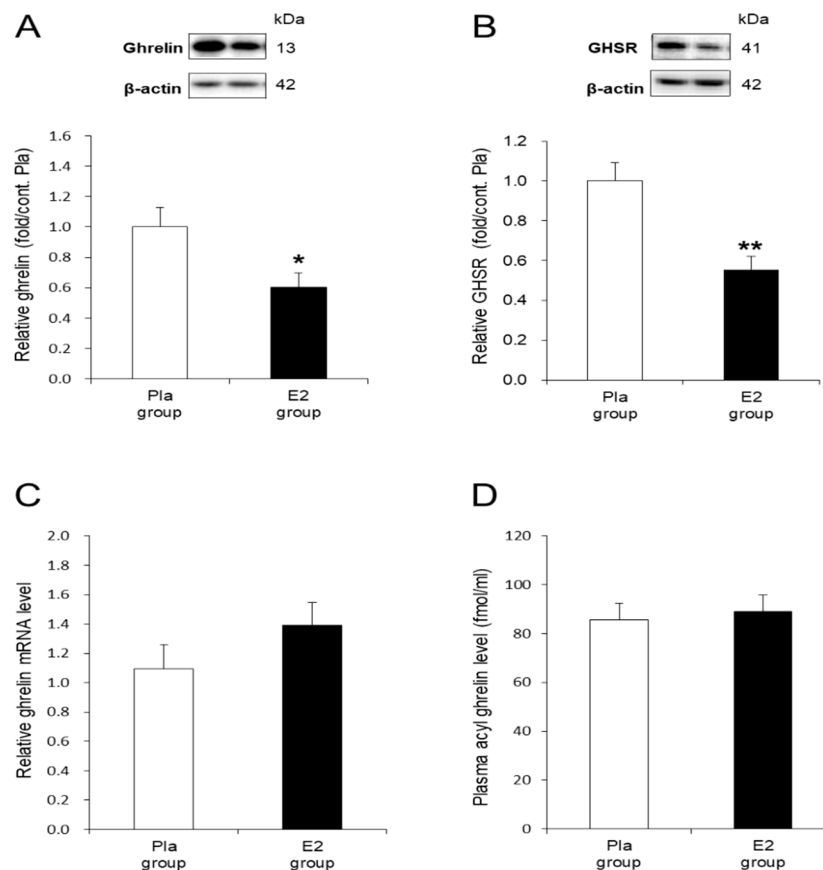 A
kDa
Ghrelin 13
β-actin 42
Relative ghrelin (fold/cont. Pla)
1.6
1.4
1.2
1.0
0.8
0.6
0.4
0.2
0.0
*
Pla
group
E2
group
B
kDa
GHSR 41
β-actin 42
Relative GHSR (fold/cont. Pla)
1.2
1.0
0.8
0.6
0.4
0.2
0.0
**
Pla
group
E2
group
C
Relative ghrelin mRNA level
2.0
1.8
1.6
1.4
1.2
1.0
0.8
0.6
0.4
0.2
0.0
Pla
group
E2
group
D
Plasma acyl ghrelin level (fmol/ml)
120
100
80
60
40
20
0
Pla
group
E2
group